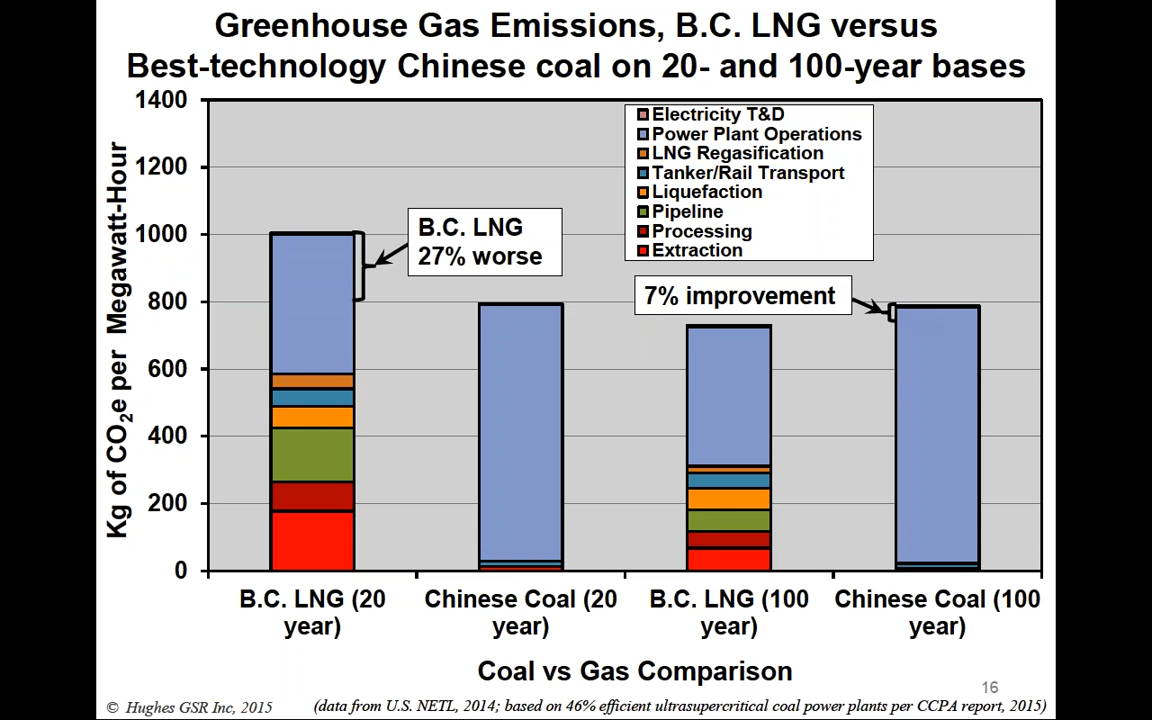 Greenhouse Gas Emissions, B.C. LNG versus
Best-technology Chinese coal on 20- and 100-year bases
Kg of CO₂e per Megawatt-Hour
1400
1200
1000
800
600
400
200
0
Electricity T&D
Power Plant Operations
LNG Regasification
Tanker/Rail Transport
Liquefaction
Pipeline
Processing
Extraction
B.C. LNG
27% worse
7% improvement
B.C. LNG (20
year)
Chinese Coal (20
year)
B.C. LNG (100
year)
Chinese Coal (100
year)
Coal vs Gas Comparison
16
© Hughes GSR Inc, 2015
(data from U.S. NETL, 2014; based on 46% efficient ultrasupercritical coal power plants per CCPA report, 2015)